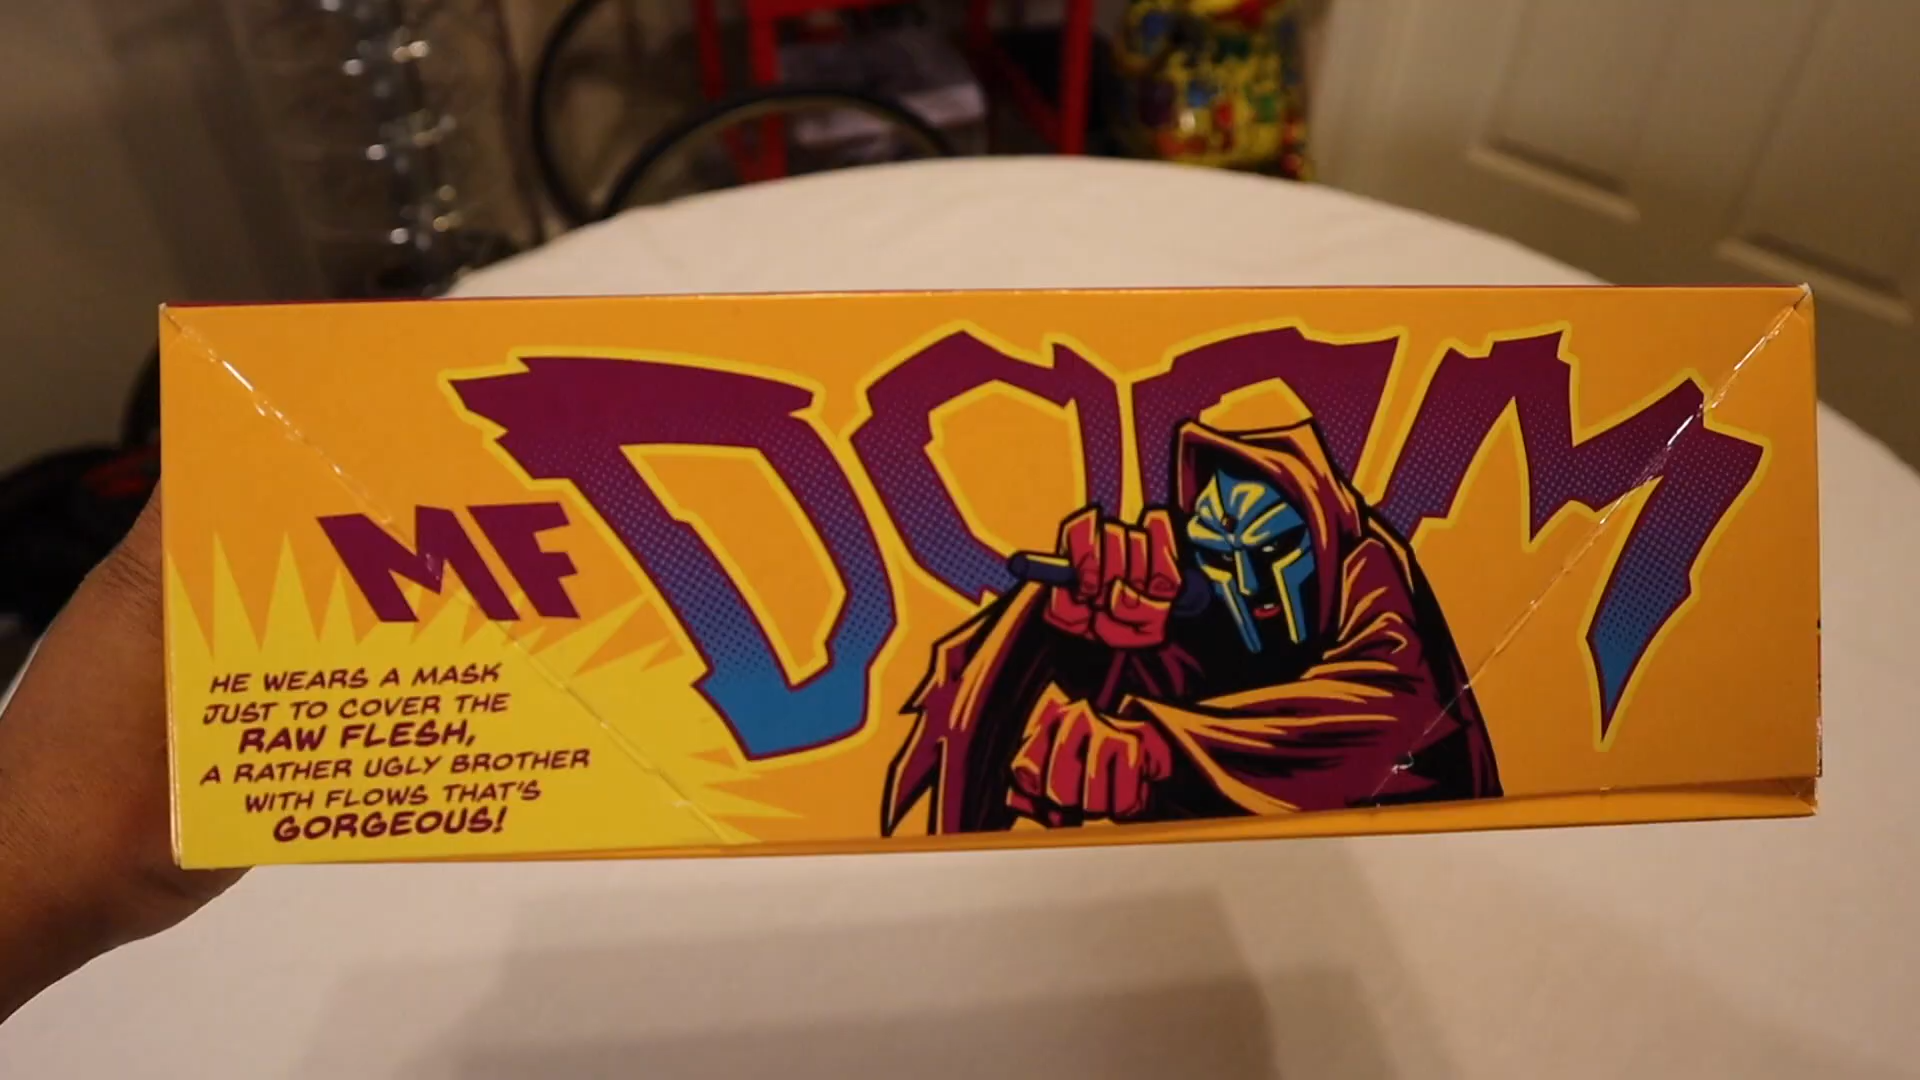 MF DOOM
HE WEARS A MASK
JUST TO COVER THE
RAW FLESH,
A RATHER UGLY BROTHER
WITH FLOWS THAT'S
GORGEOUS!